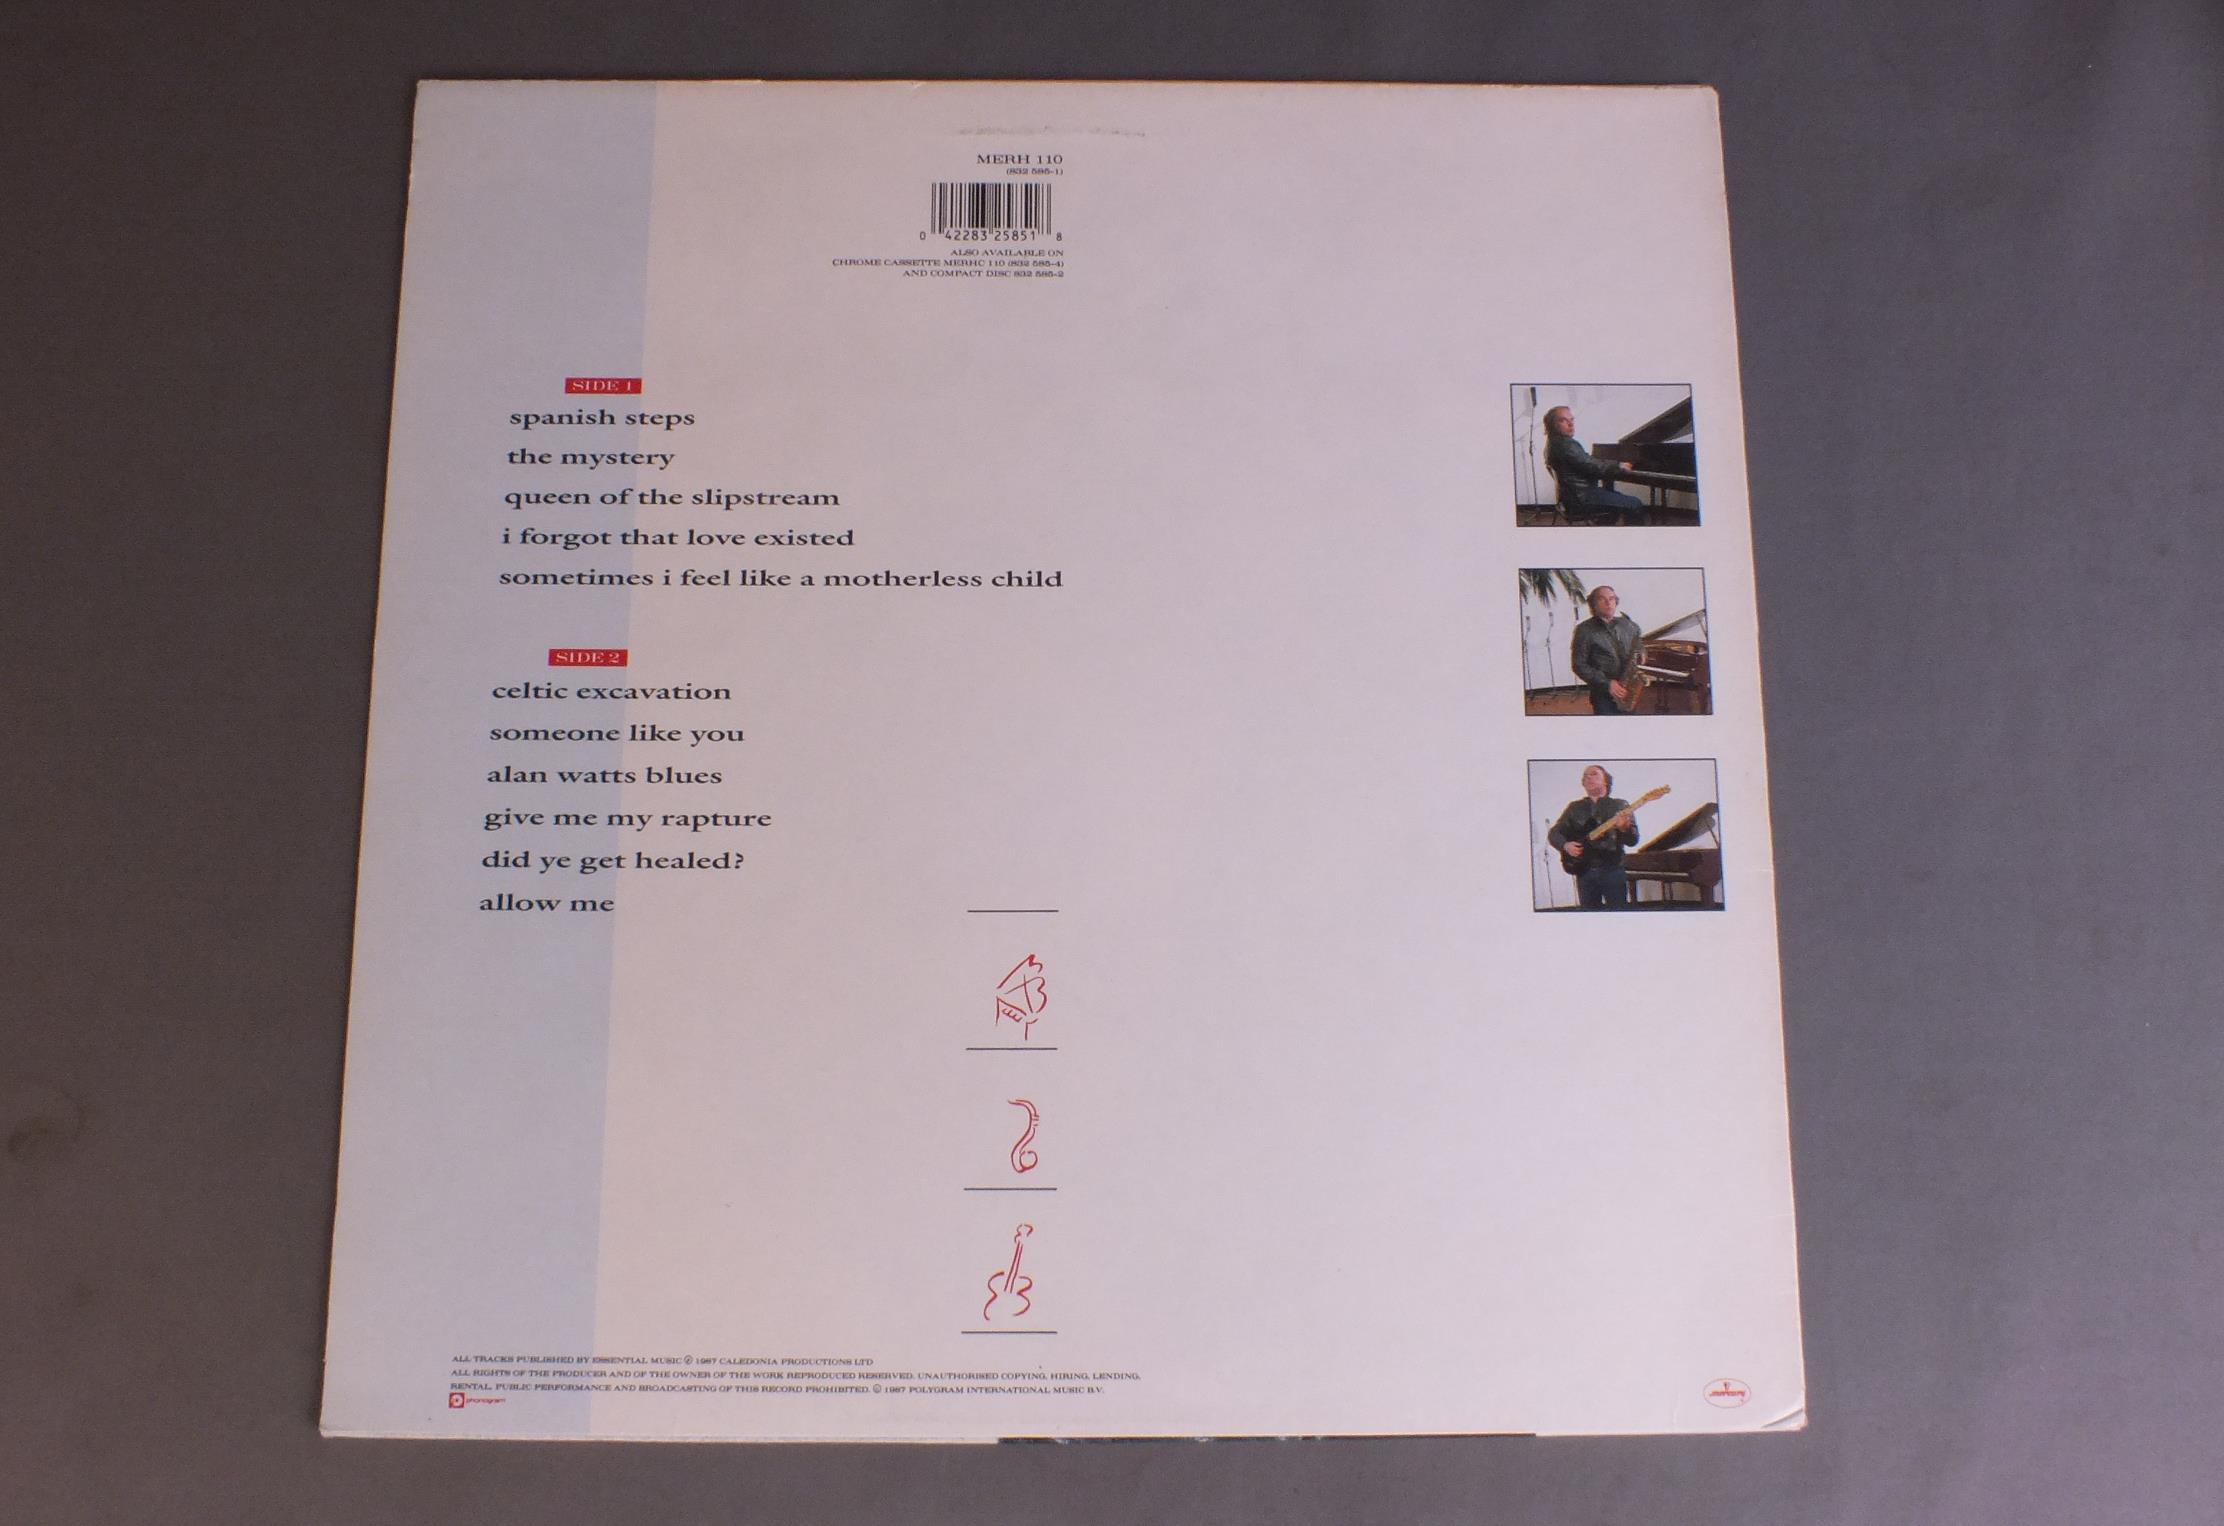 MERH 110
(832 585-1)
0 42283 25851 8
ALSO AVAILABLE ON
CHROME CASSETTE MERHC 110 (832 585-4)
AND COMPACT DISC 832 585-2
SIDE 1
spanish steps
the mystery
queen of the slipstream
i forgot that love existed
sometimes i feel like a motherless child
SIDE 2
celtic excavation
someone like you
alan watts blues
give me my rapture
did ye get healed?
allow me
ALL TRACKS PUBLISHED BY ESSENTIAL MUSIC ℗ 1987 CALEDONIA PRODUCTIONS LTD
ALL RIGHTS OF THE PRODUCER AND OF THE OWNER OF THE WORK REPRODUCED RESERVED. UNAUTHORISED COPYING, HIRING, LENDING,
RENTAL, PUBLIC PERFORMANCE AND BROADCASTING OF THIS RECORD PROHIBITED. © 1987 POLYGRAM INTERNATIONAL MUSIC B.V.
phonogram
mercury